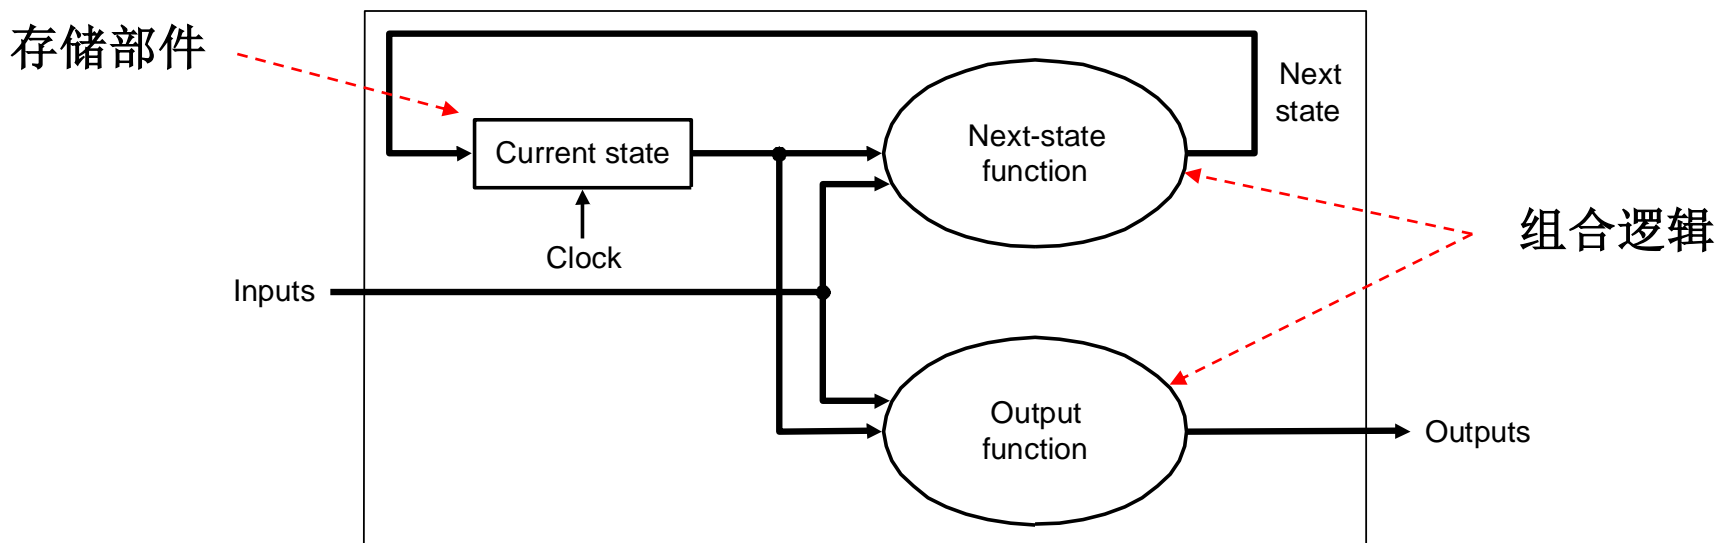 存储部件
Next
state
Next-state
function
Current state
组合逻辑
Clock
Inputs
Output
function
Outputs